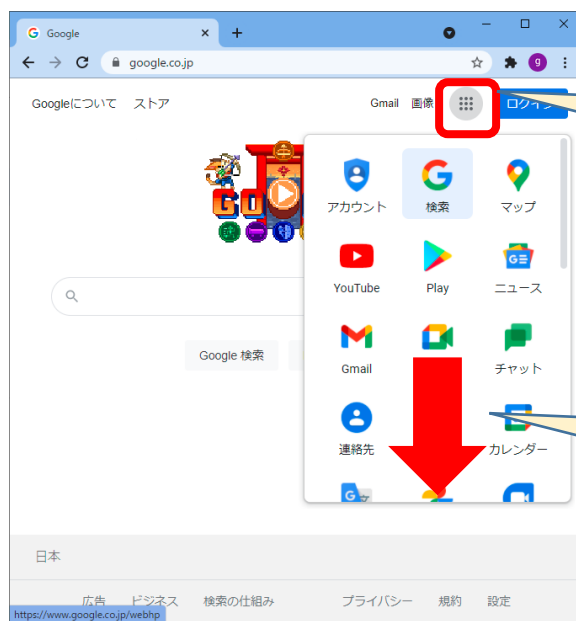 Google
google.co.jp
g
Googleについて ストア
Gmail 画像
ログイン
アカウント 検索 マップ
YouTube Play ニュース
Gmail チャット
連絡先 カレンダー
Google 検索
日本
広告 ビジネス 検索の仕組み プライバシー 規約 設定
https://www.google.co.jp/webhp